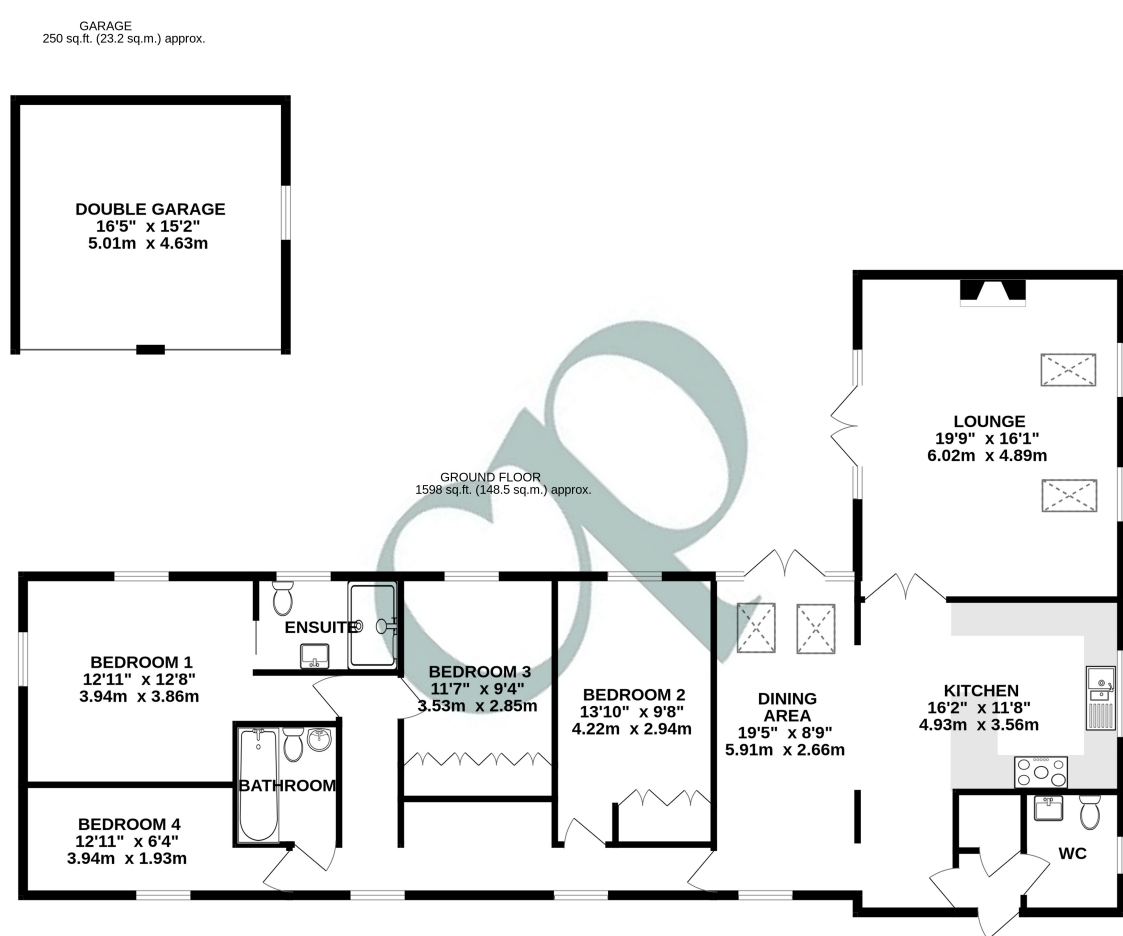 GARAGE
250 sq.ft. (23.2 sq.m.) approx.
DOUBLE GARAGE
16'5" x 15'2"
5.01m x 4.63m
GROUND FLOOR
1598 sq.ft. (148.5 sq.m.) approx.
LOUNGE
19'9" x 16'1"
6.02m x 4.89m
ENSUITE
BEDROOM 1
12'11" x 12'8"
3.94m x 3.86m
BEDROOM 3
11'7" x 9'4"
3.53m x 2.85m
BEDROOM 2
13'10" x 9'8"
4.22m x 2.94m
DINING
AREA
19'5" x 8'9"
5.91m x 2.66m
KITCHEN
16'2" x 11'8"
4.93m x 3.56m
BATHROOM
BEDROOM 4
12'11" x 6'4"
3.94m x 1.93m
WC